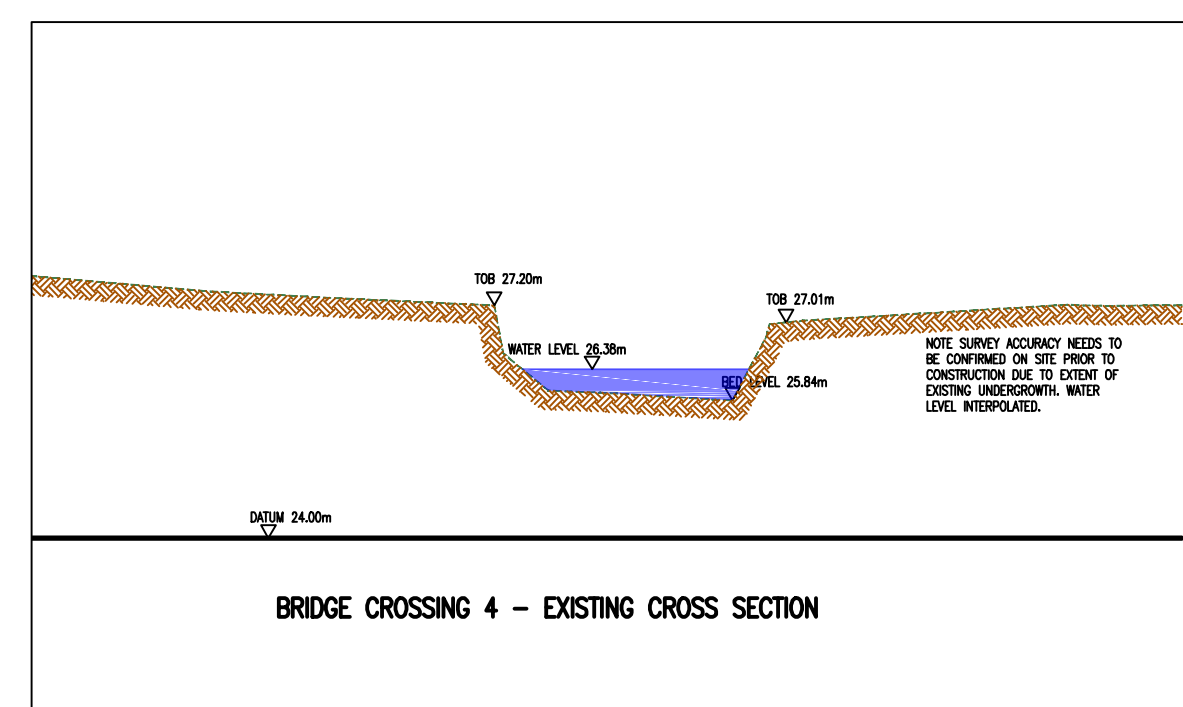 TOB 27.20m
TOB 27.01m
WATER LEVEL 26.38m
BED LEVEL 25.84m
NOTE SURVEY ACCURACY NEEDS TO
BE CONFIRMED ON SITE PRIOR TO
CONSTRUCTION DUE TO EXTENT OF
EXISTING UNDERGROWTH. WATER
LEVEL INTERPOLATED.
DATUM 24.00m
BRIDGE CROSSING 4 – EXISTING CROSS SECTION